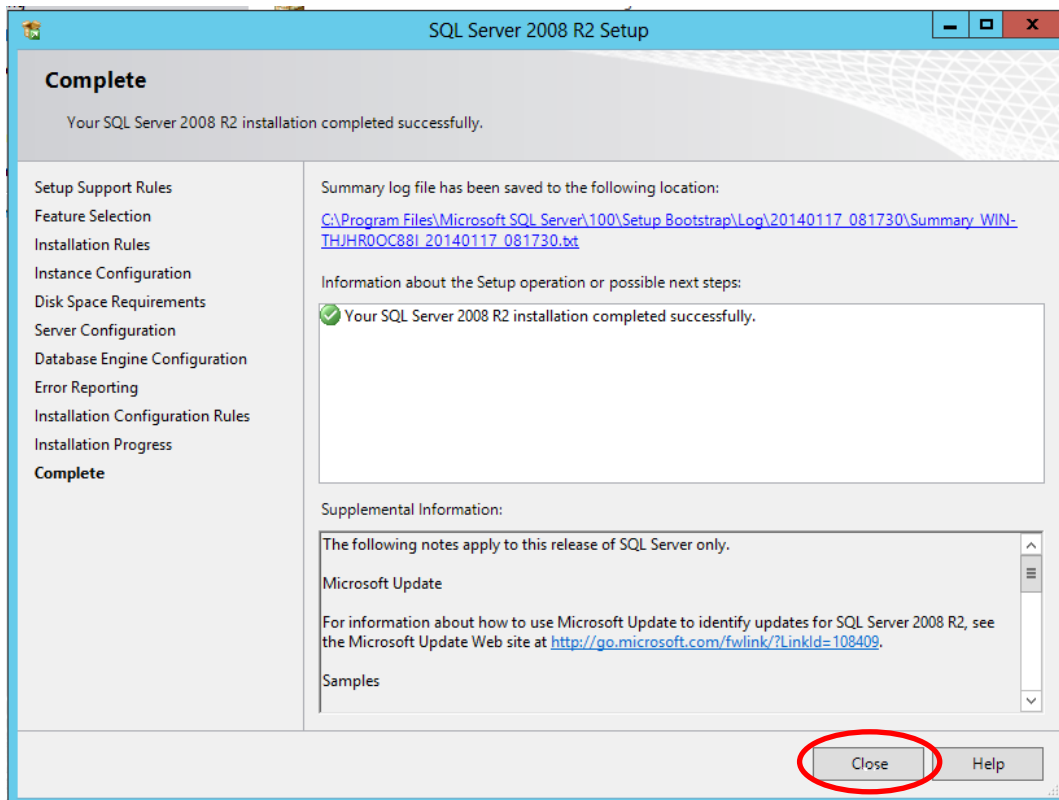 SQL Server 2008 R2 Setup
Complete
Your SQL Server 2008 R2 installation completed successfully.
Setup Support Rules
Feature Selection
Installation Rules
Instance Configuration
Disk Space Requirements
Server Configuration
Database Engine Configuration
Error Reporting
Installation Configuration Rules
Installation Progress
Complete
Summary log file has been saved to the following location:
C:\Program Files\Microsoft SQL Server\100\Setup Bootstrap\Log\20140117_081730\Summary_WIN-
THJHR0OC88I_20140117_081730.txt
Information about the Setup operation or possible next steps:
Your SQL Server 2008 R2 installation completed successfully.
Supplemental Information:
The following notes apply to this release of SQL Server only.
Microsoft Update
For information about how to use Microsoft Update to identify updates for SQL Server 2008 R2, see
the Microsoft Update Web site at http://go.microsoft.com/fwlink/?LinkId=108409.
Samples
Close
Help